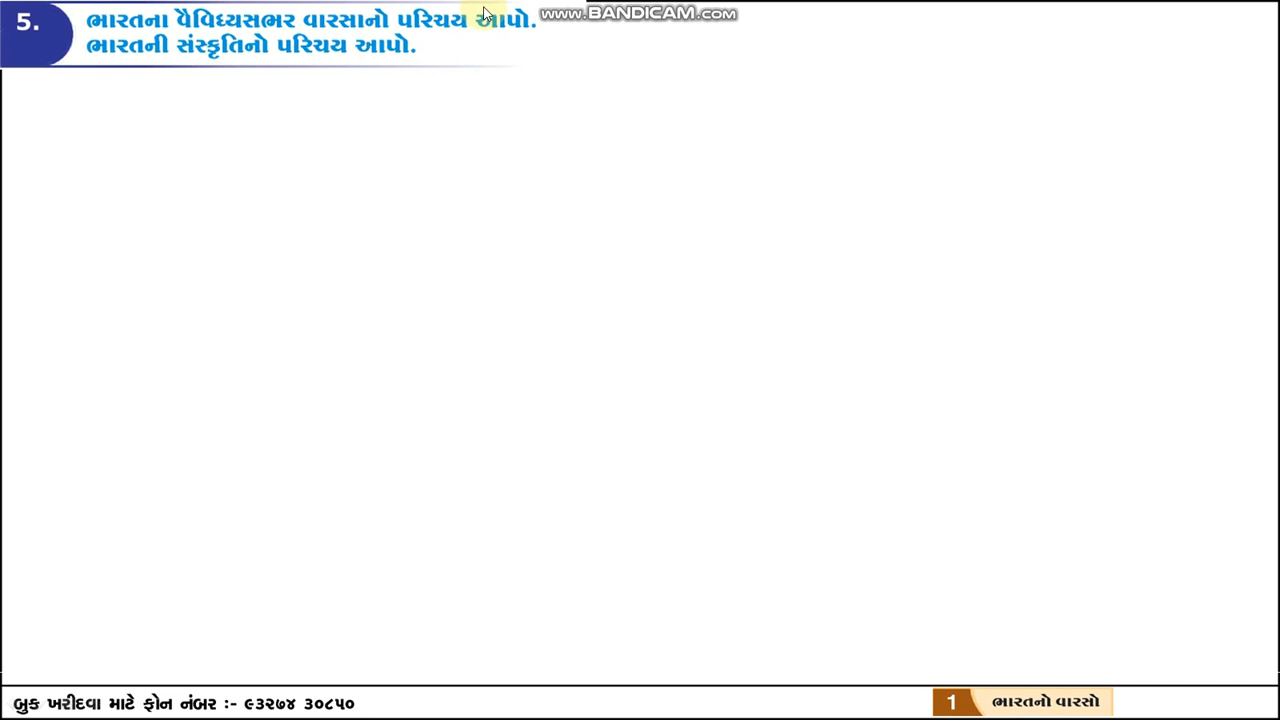 5.
ભારતના વૈવિધ્યસભર વારસાનો પરિચય આપો.
ભારતની સંસ્કૃતિનો પરિચય આપો.
www.BANDICAM.com
બુક ખરીદવા માટે ફોન નંબર :- ૯૩૨૭૪ ૩૦૮૫૦
1 ભારતનો વારસો